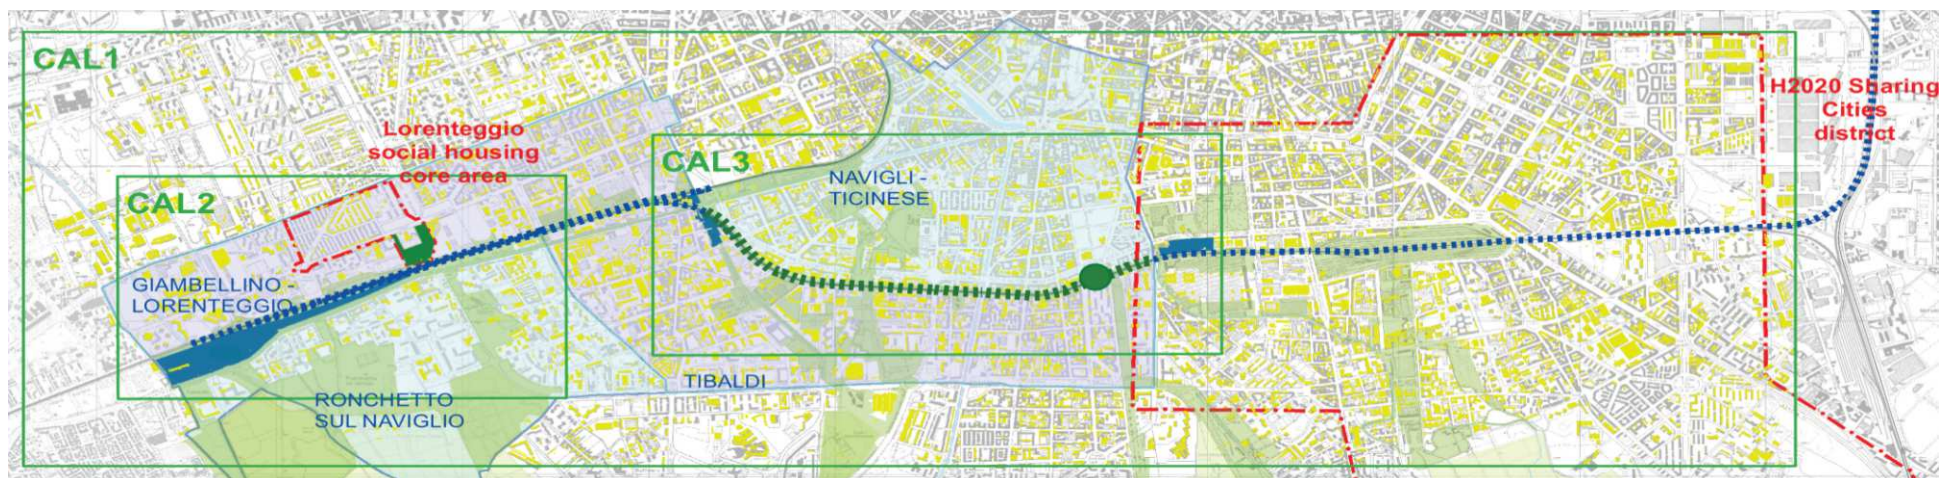 CAL1
H2020 Sharing
Cities
district
Lorenteggio
social housing
core area
CAL3
CAL2
NAVIGLI -
TICINESE
GIAMBELLINO -
LORENTEGGIO
TIBALDI
RONCHETTO
SUL NAVIGLIO